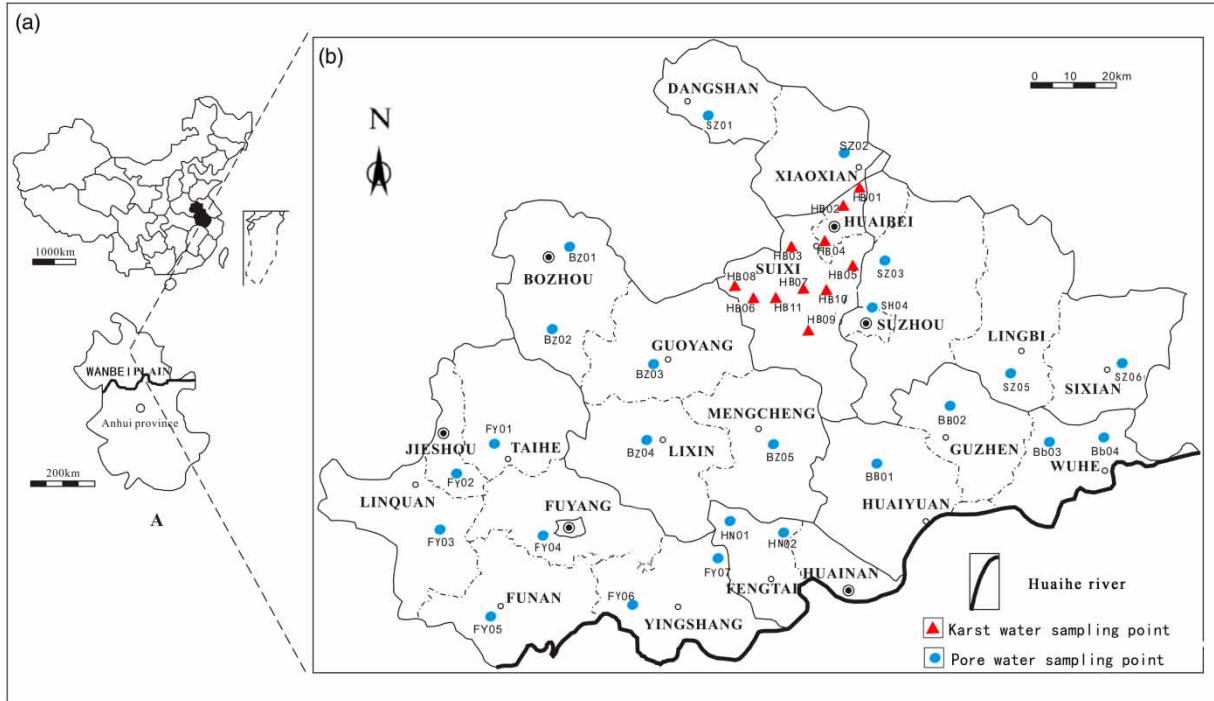 (a)
1000km
WANBEI PLAIN
Anhui province
200km
A
(b)
0 10 20km
N
DANGSHAN
SZ01
SZ02
XIAOXIAN
HB01
HB02
HUAIBEI
HB04
HB03
BZ01
BOZHOU
SUIXI
HB05
SZ03
HB08
HB07
HB06
HB11
HB10
SH04
HB09
SUZHOU
BZ02
GUOYANG
BZ03
LINGBI
SZ05
SZ06
SIXIAN
MENGCHENG
BB02
FY01
JIESHOU
TAIHE
BZ04
LIXIN
BZ05
GUZHEN
Bb03
Bb04
WUHE
FY02
BB01
LINQUAN
FUYANG
HUAIYUAN
FY03
FY04
HN01
HN02
FY07
FENGTAI
HUAINAN
Huaihe river
FUNAN
FY05
FY06
YINGSHANG
Karst water sampling point
Pore water sampling point